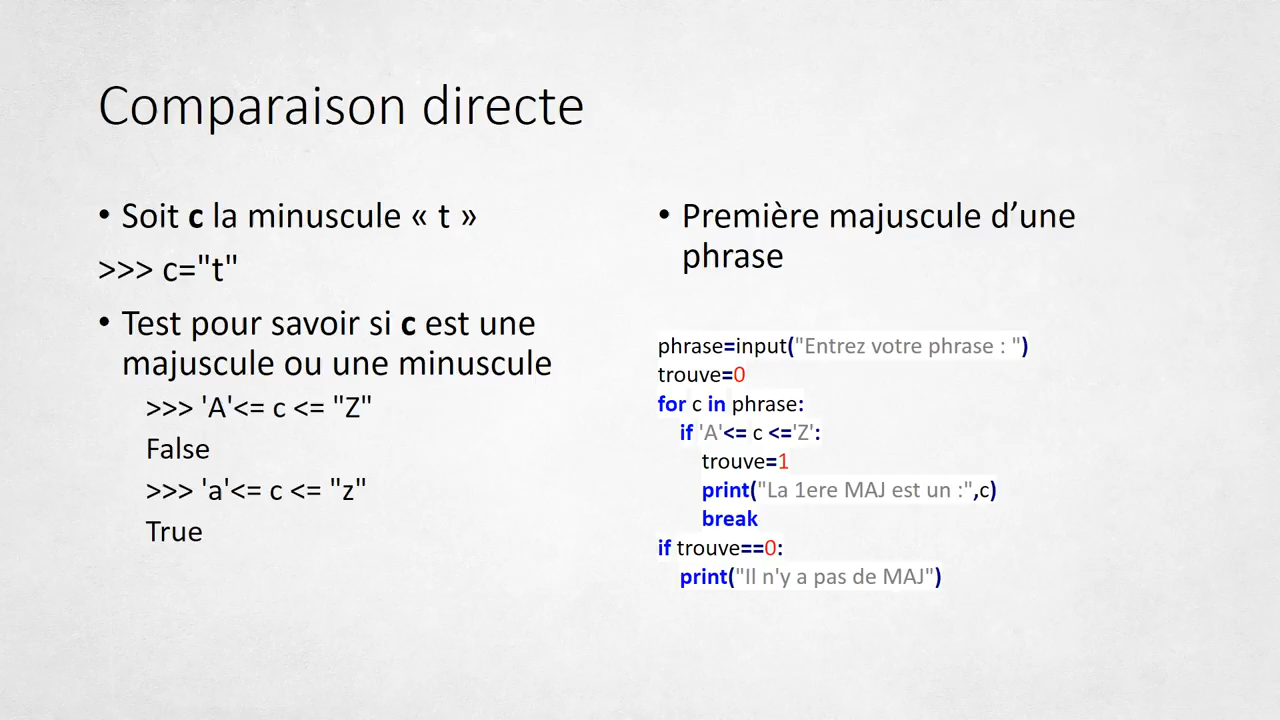 Comparaison directe
• Soit c la minuscule « t »
>>> c="t"
• Test pour savoir si c est une
majuscule ou une minuscule
>>> 'A'<= c <= "Z"
False
>>> 'a'<= c <= "z"
True
• Première majuscule d’une
phrase
phrase=input("Entrez votre phrase : ")
trouve=0
for c in phrase:
if 'A'<= c <='Z':
trouve=1
print("La 1ere MAJ est un :",c)
break
if trouve==0:
print("Il n'y a pas de MAJ")